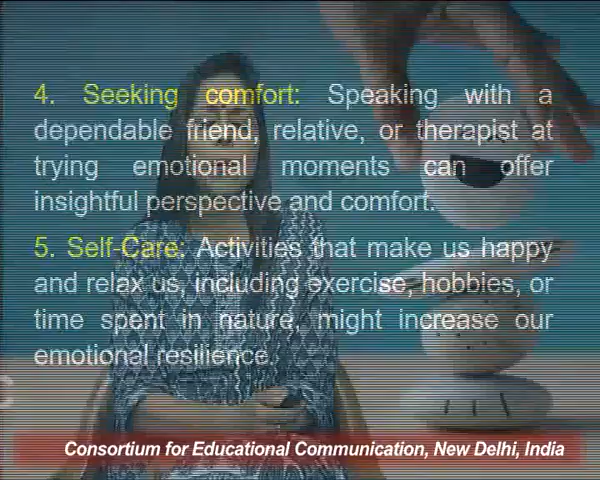 4. Seeking comfort: Speaking with a
dependable friend, relative, or therapist at
trying emotional moments can offer
insightful perspective and comfort.
5. Self-Care: Activities that make us happy
and relax us, including exercise, hobbies, or
time spent in nature, might increase our
emotional resilience.
Consortium for Educational Communication, New Delhi, India